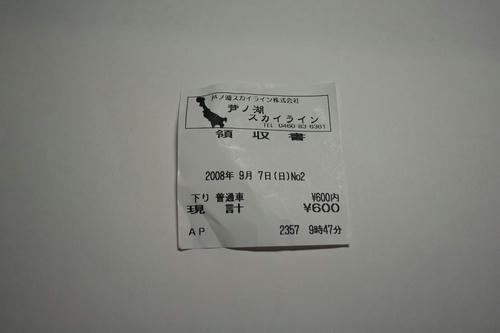 芦ノ湖スカイライン株式会社
芦ノ湖
スカイライン
TEL 0460-83-6361
領収書
2008年 9月 7日(日)No2
下り 普通車 ¥600内
現計 ¥600
AP 2357 9時47分